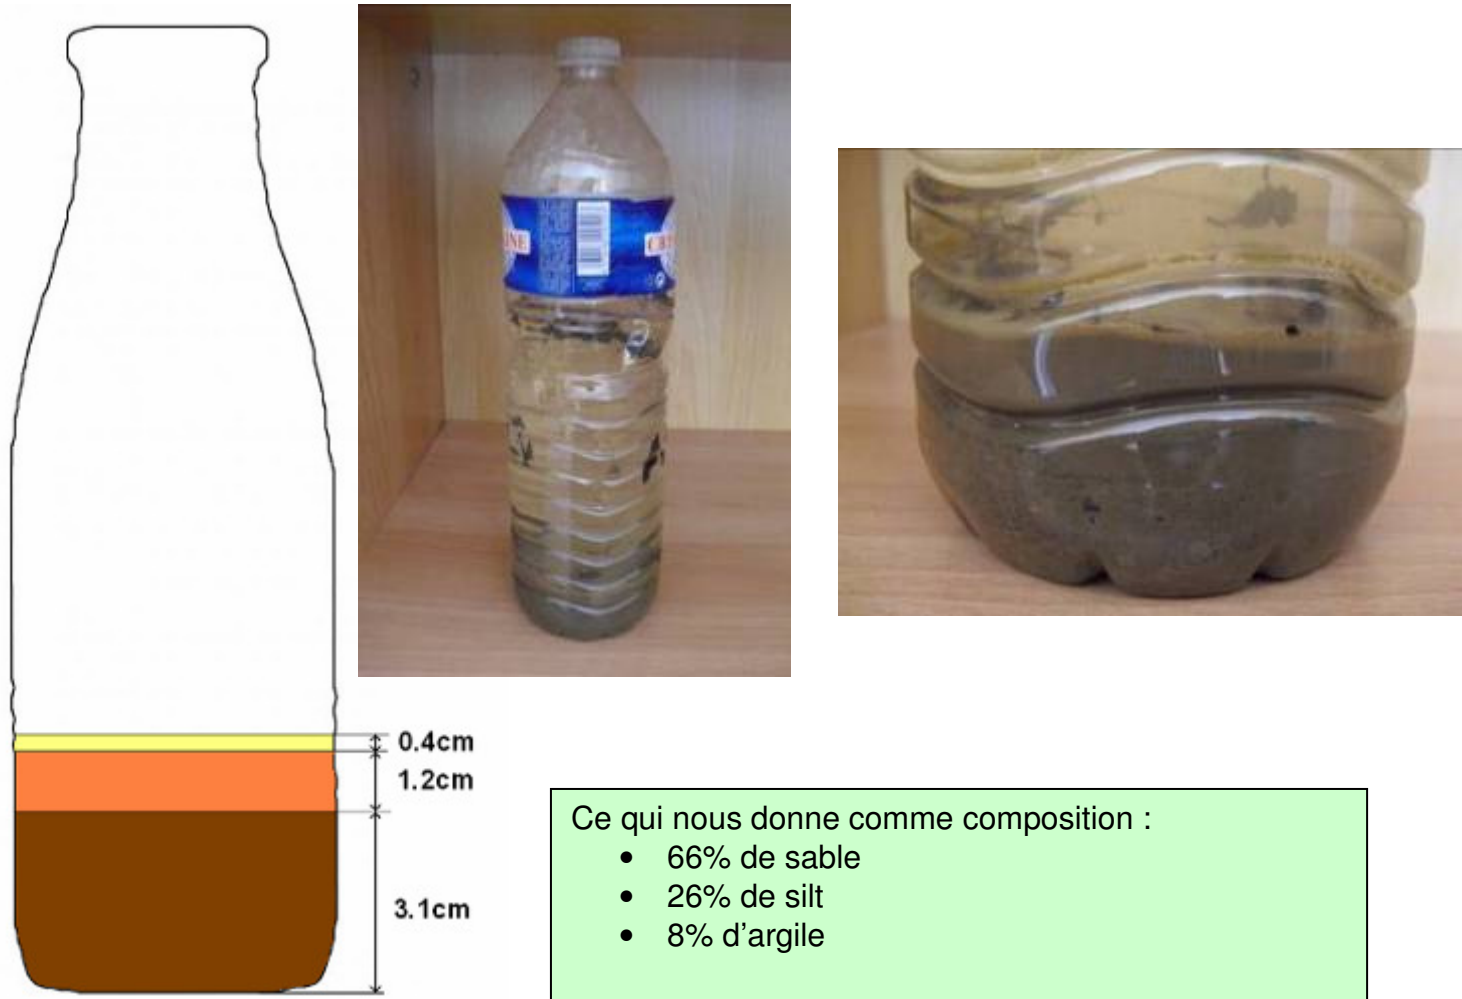 0.4cm
1.2cm
3.1cm
Ce qui nous donne comme composition :
• 66% de sable
• 26% de silt
• 8% d’argile